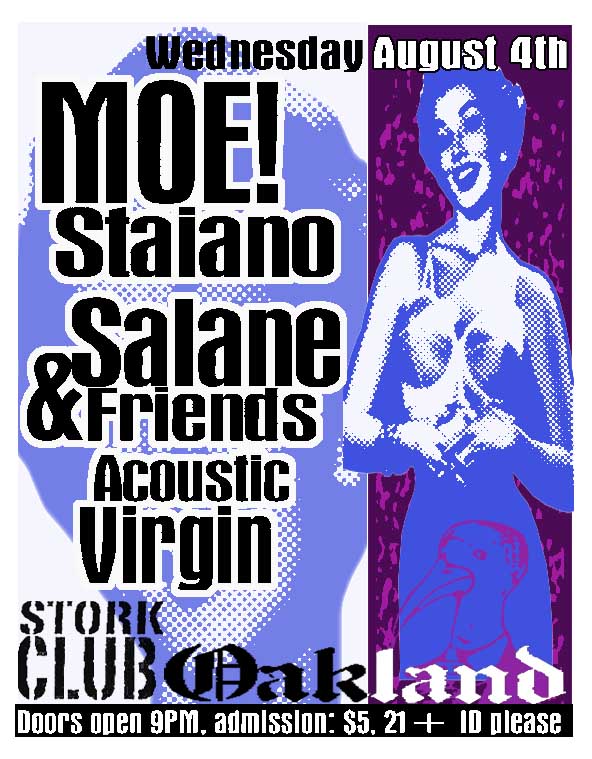 Wednesday August 4th
MOE!
Staiano
Salane
& Friends
Acoustic
Virgin
STORK
CLUB Oakland
Doors open 9PM, admission: $5, 21 + ID please